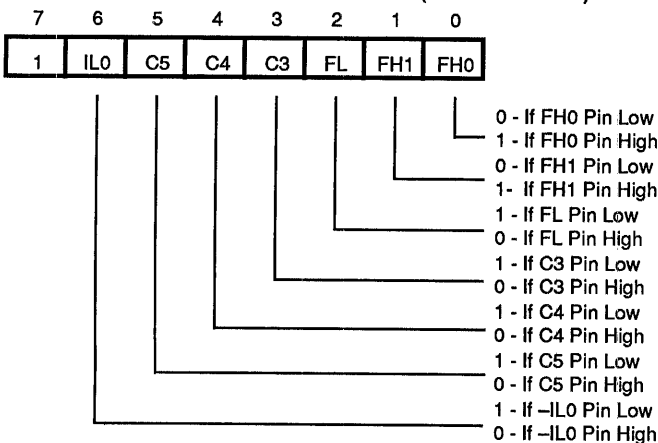 7 6 5 4 3 2 1 0
1 IL0 C5 C4 C3 FL FH1 FH0
0 - If FH0 Pin Low
1 - If FH0 Pin High
0 - If FH1 Pin Low
1- If FH1 Pin High
1 - If FL Pin Low
0 - If FL Pin High
1 - If C3 Pin Low
0 - If C3 Pin High
1 - If C4 Pin Low
0 - If C4 Pin High
1 - If C5 Pin Low
0 - If C5 Pin High
1 - If –IL0 Pin Low
0 - If –IL0 Pin High